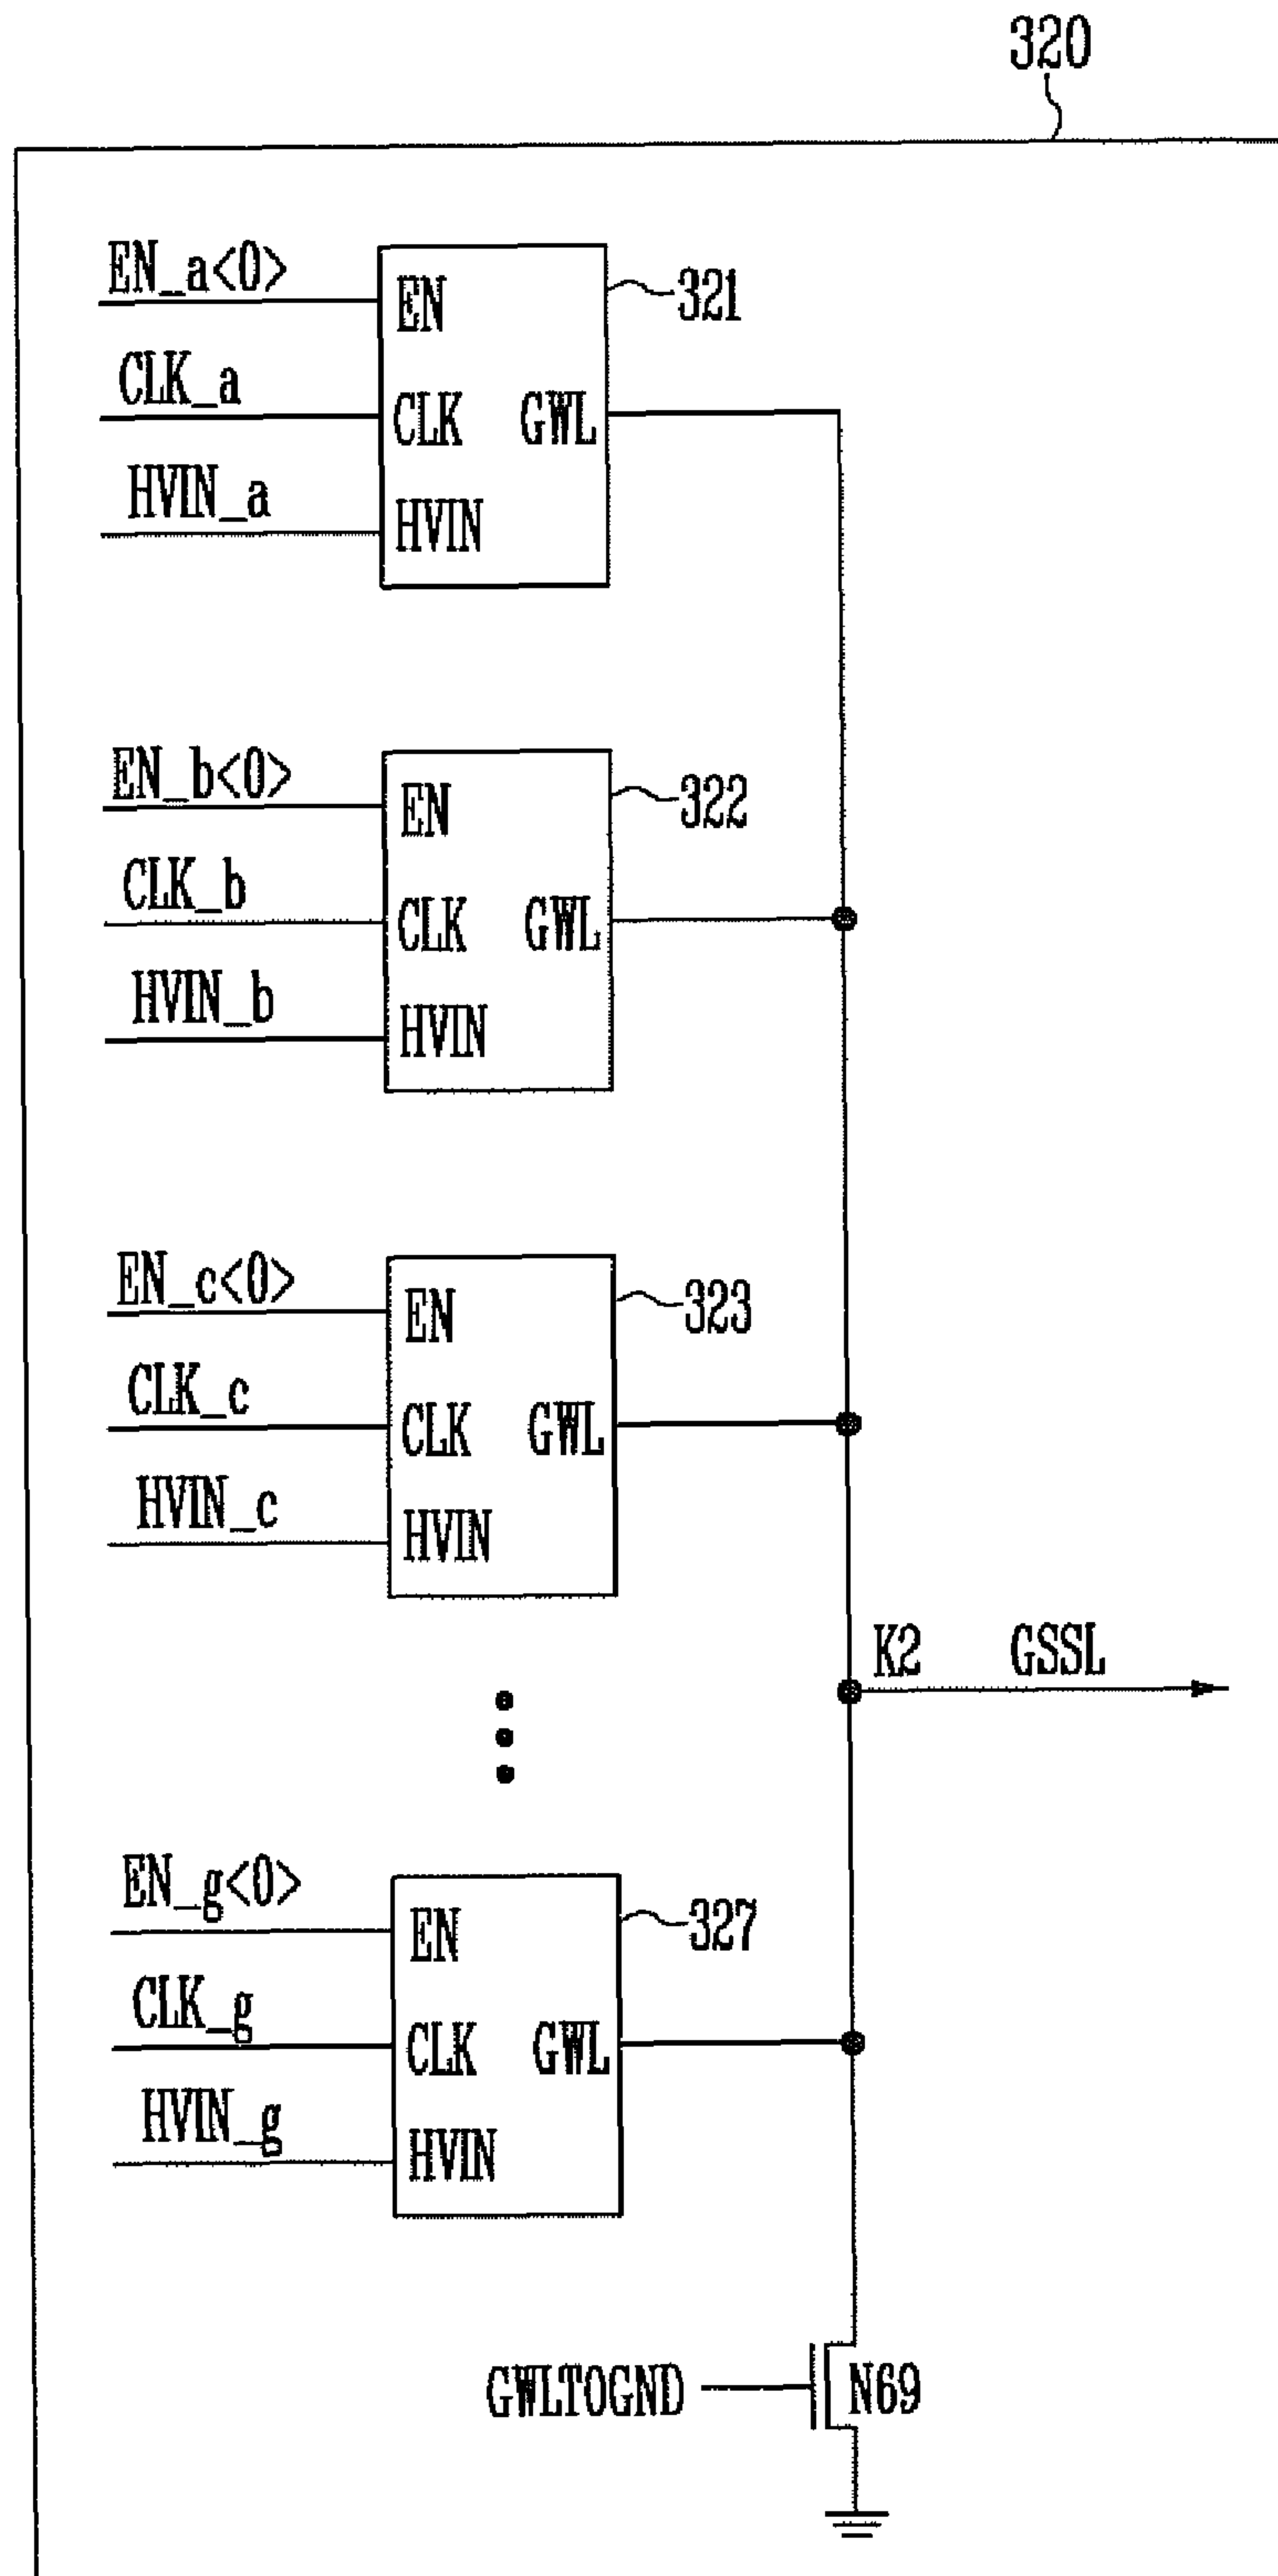 320
EN_a<0>
EN
321
CLK_a
CLK GWL
HVIN_a
HVIN
EN_b<0>
EN
322
CLK_b
CLK GWL
HVIN_b
HVIN
EN_c<0>
EN
323
CLK_c
CLK GWL
HVIN_c
HVIN
K2 GSSL
EN_g<0>
EN
327
CLK_g
CLK GWL
HVIN_g
HVIN
GWLTOGND N69